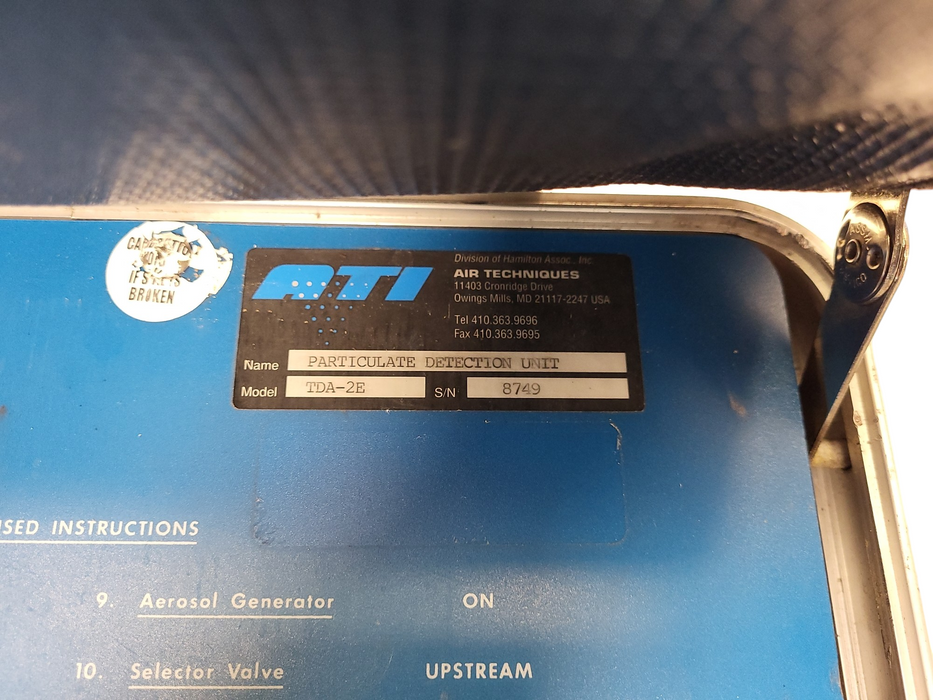 IF
BROKEN
ATI
Division of Hamilton Assoc., Inc.
AIR TECHNIQUES
11403 Cronridge Drive
Owings Mills, MD 21117-2247 USA
Tel 410.363.9696
Fax 410.363.9695
Name PARTICULATE DETECTION UNIT
Model TDA-2E S/N 8749
INSTRUCTIONS
9. Aerosol Generator ON
10. Selector Valve UPSTREAM